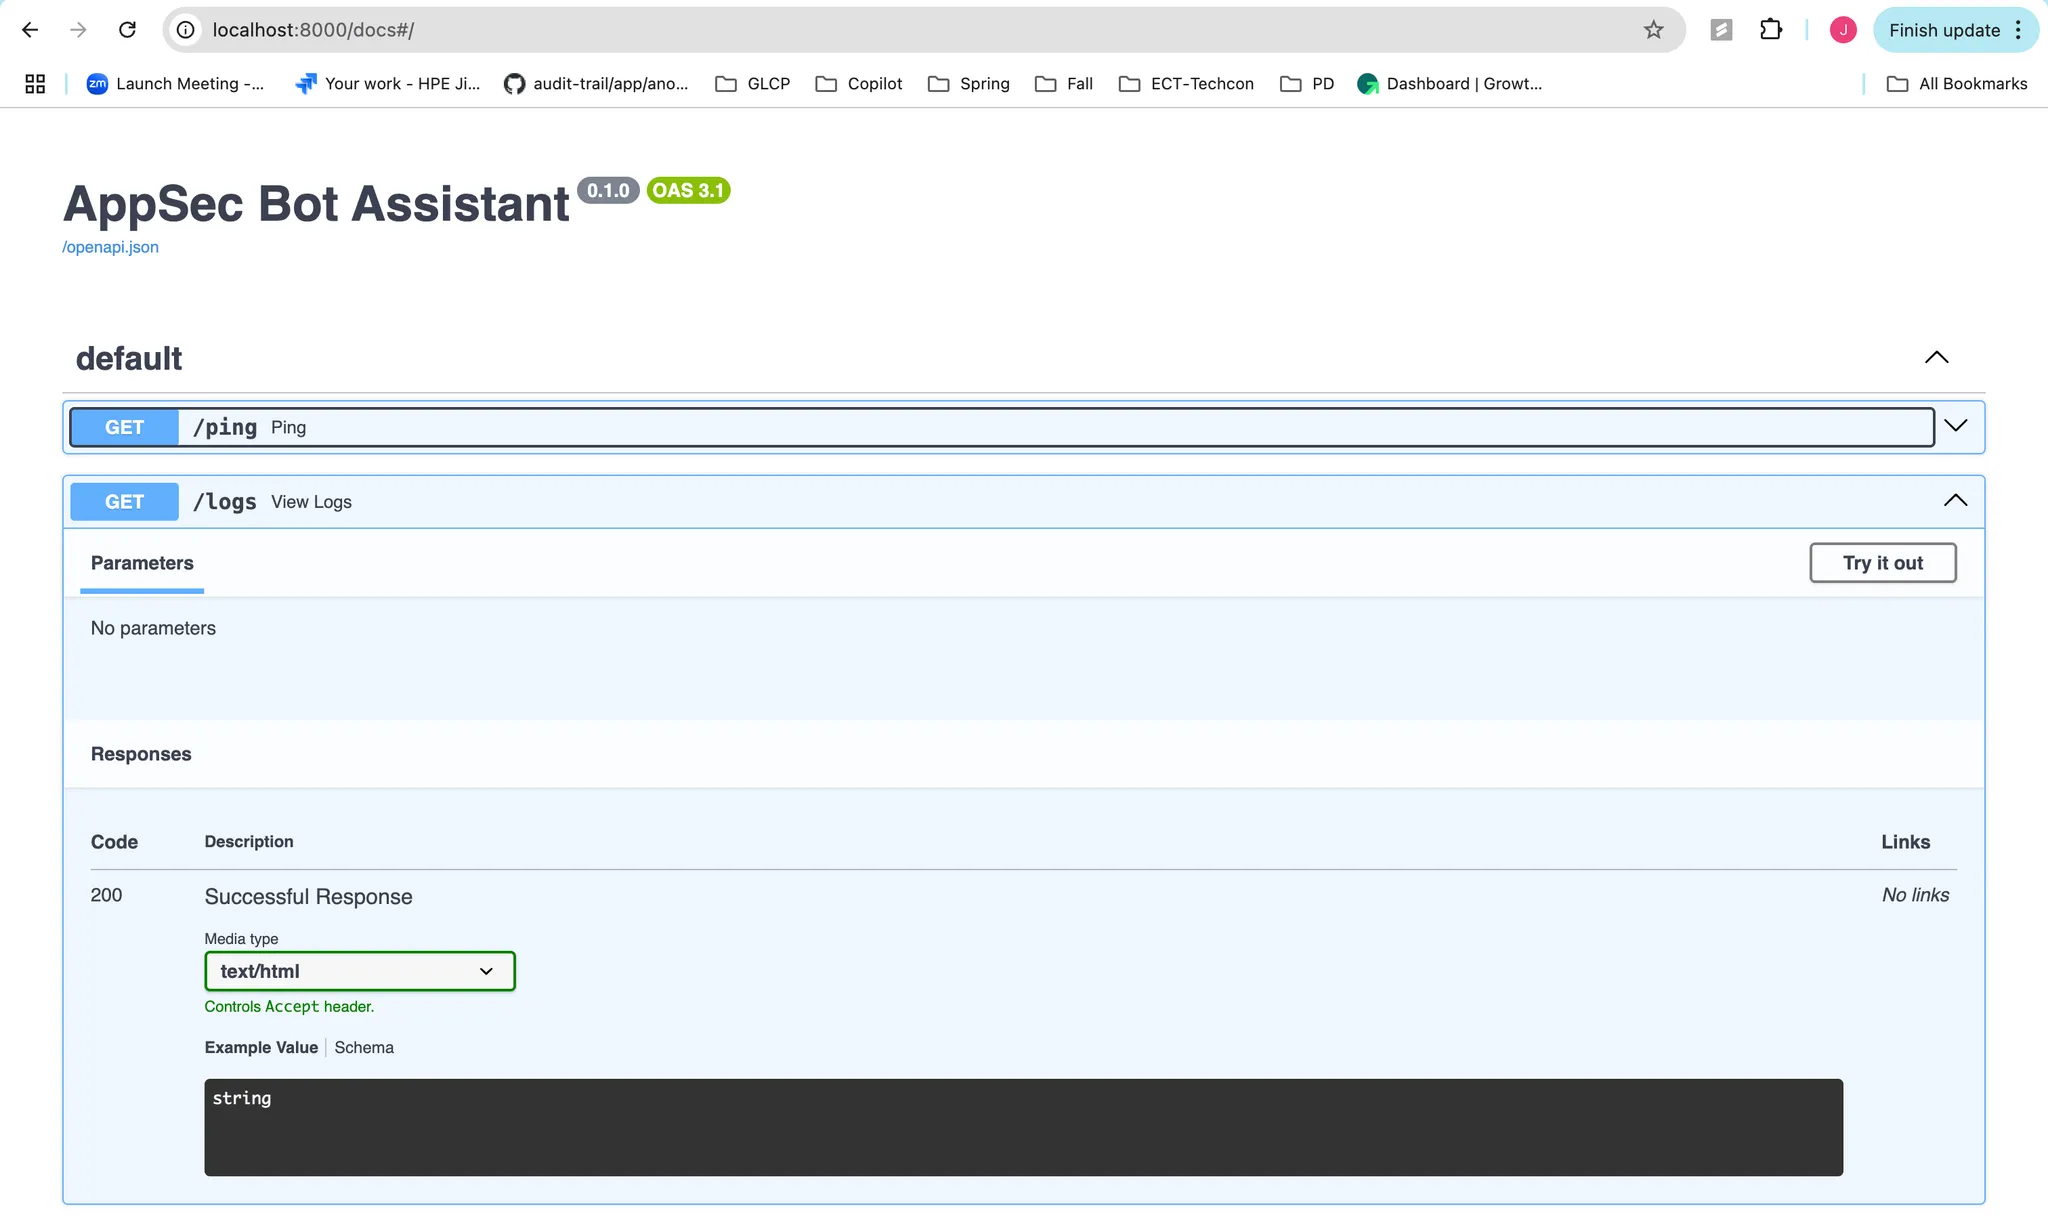 localhost:8000/docs#/
J
Finish update
zm Launch Meeting -...
Your work - HPE Ji...
audit-trail/app/ano...
GLCP
Copilot
Spring
Fall
ECT-Techcon
PD
Dashboard | Growt...
All Bookmarks
AppSec Bot Assistant 0.1.0 OAS 3.1
/openapi.json
default
GET /ping Ping
GET /logs View Logs
Parameters
Try it out
No parameters
Responses
Code Description Links
200 Successful Response No links
Media type
text/html
Controls Accept header.
Example Value | Schema
string